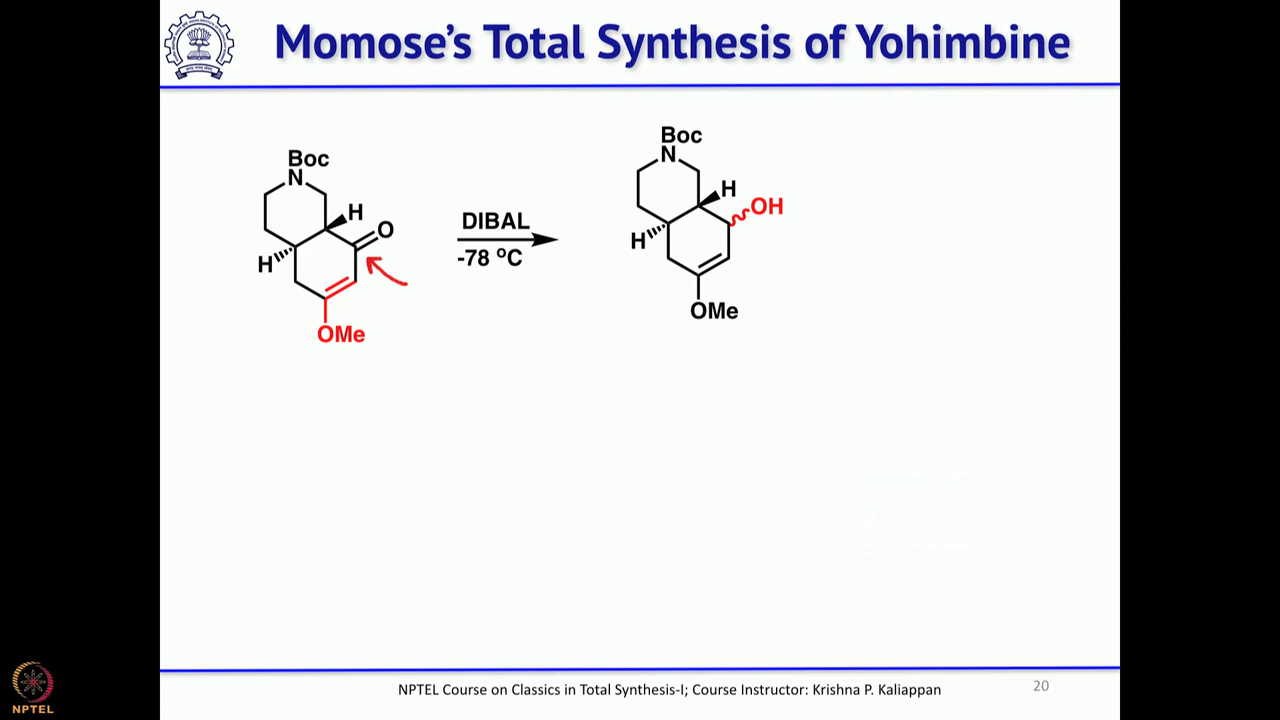 Momose's Total Synthesis of Yohimbine
Boc
N
H
O
H
OMe
DIBAL
-78 ºC
Boc
N
H
OH
H
OMe
NPTEL Course on Classics in Total Synthesis-I; Course Instructor: Krishna P. Kaliappan
20
NPTEL